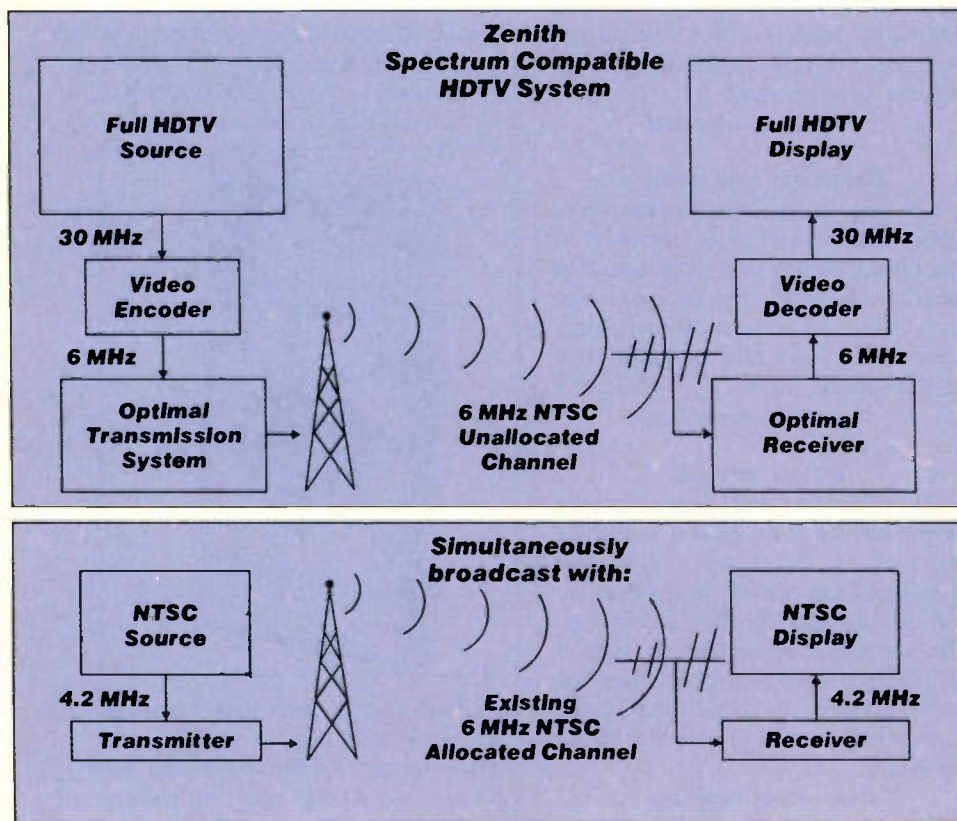 Zenith
Spectrum Compatible
HDTV System
Full HDTV
Source
30 MHz
Video
Encoder
6 MHz
Optimal
Transmission
System
6 MHz NTSC
Unallocated
Channel
Full HDTV
Display
30 MHz
Video
Decoder
6 MHz
Optimal
Receiver
Simultaneously
broadcast with:
NTSC
Source
4.2 MHz
Transmitter
Existing
6 MHz NTSC
Allocated Channel
NTSC
Display
4.2 MHz
Receiver